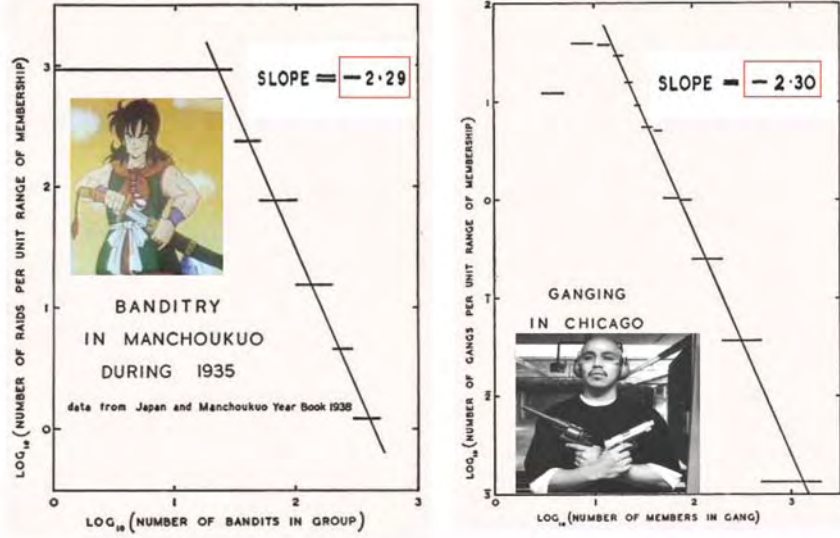 LOG₁₀ (NUMBER OF RAIDS PER UNIT RANGE OF MEMBERSHIP)
3
2
1
0
SLOPE = -2·29
BANDITRY
IN MANCHOUKUO
DURING 1935
data from Japan and Manchoukuo Year Book 1938
0
1
2
3
LOG₁₀ (NUMBER OF BANDITS IN GROUP)
LOG₁₀ (NUMBER OF GANGS PER UNIT RANGE OF MEMBERSHIP)
2
1
0
1̅
2̅
3̅
SLOPE = -2·30
GANGING
IN CHICAGO
0
1
2
3
LOG₁₀ (NUMBER OF MEMBERS IN GANG)